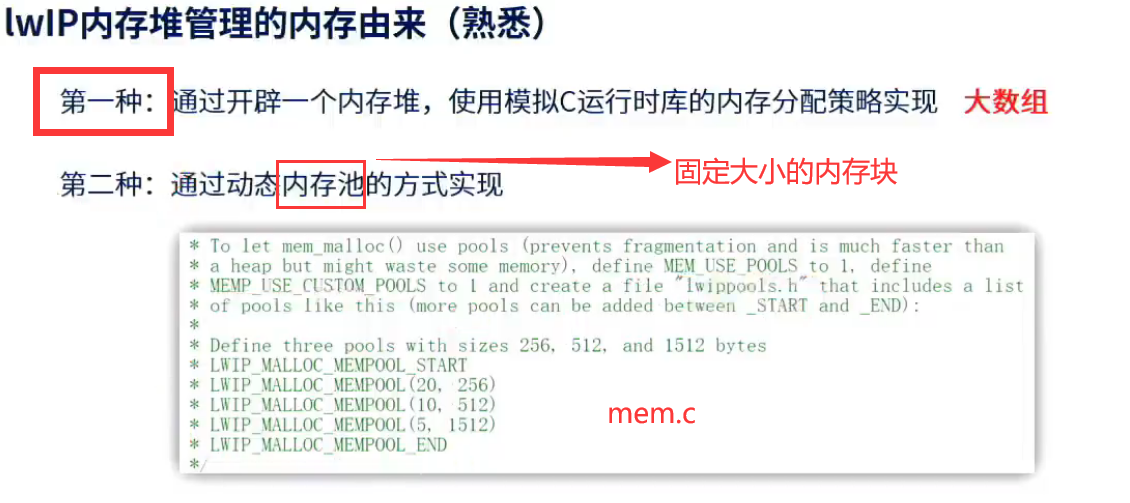 lwIP内存堆管理的内存由来（熟悉）
第一种：通过开辟一个内存堆，使用模拟C运行时库的内存分配策略实现 大数组
第二种：通过动态内存池的方式实现
固定大小的内存块
* To let mem_malloc() use pools (prevents fragmentation and is much faster than
* a heap but might waste some memory), define MEM_USE_POOLS to 1, define
* MEMP_USE_CUSTOM_POOLS to 1 and create a file "lwippools.h" that includes a list
* of pools like this (more pools can be added between _START and _END):
*
* Define three pools with sizes 256, 512, and 1512 bytes
* LWIP_MALLOC_MEMPOOL_START
* LWIP_MALLOC_MEMPOOL(20, 256)
* LWIP_MALLOC_MEMPOOL(10, 512)
* LWIP_MALLOC_MEMPOOL(5, 1512)
* LWIP_MALLOC_MEMPOOL_END
*/
mem.c